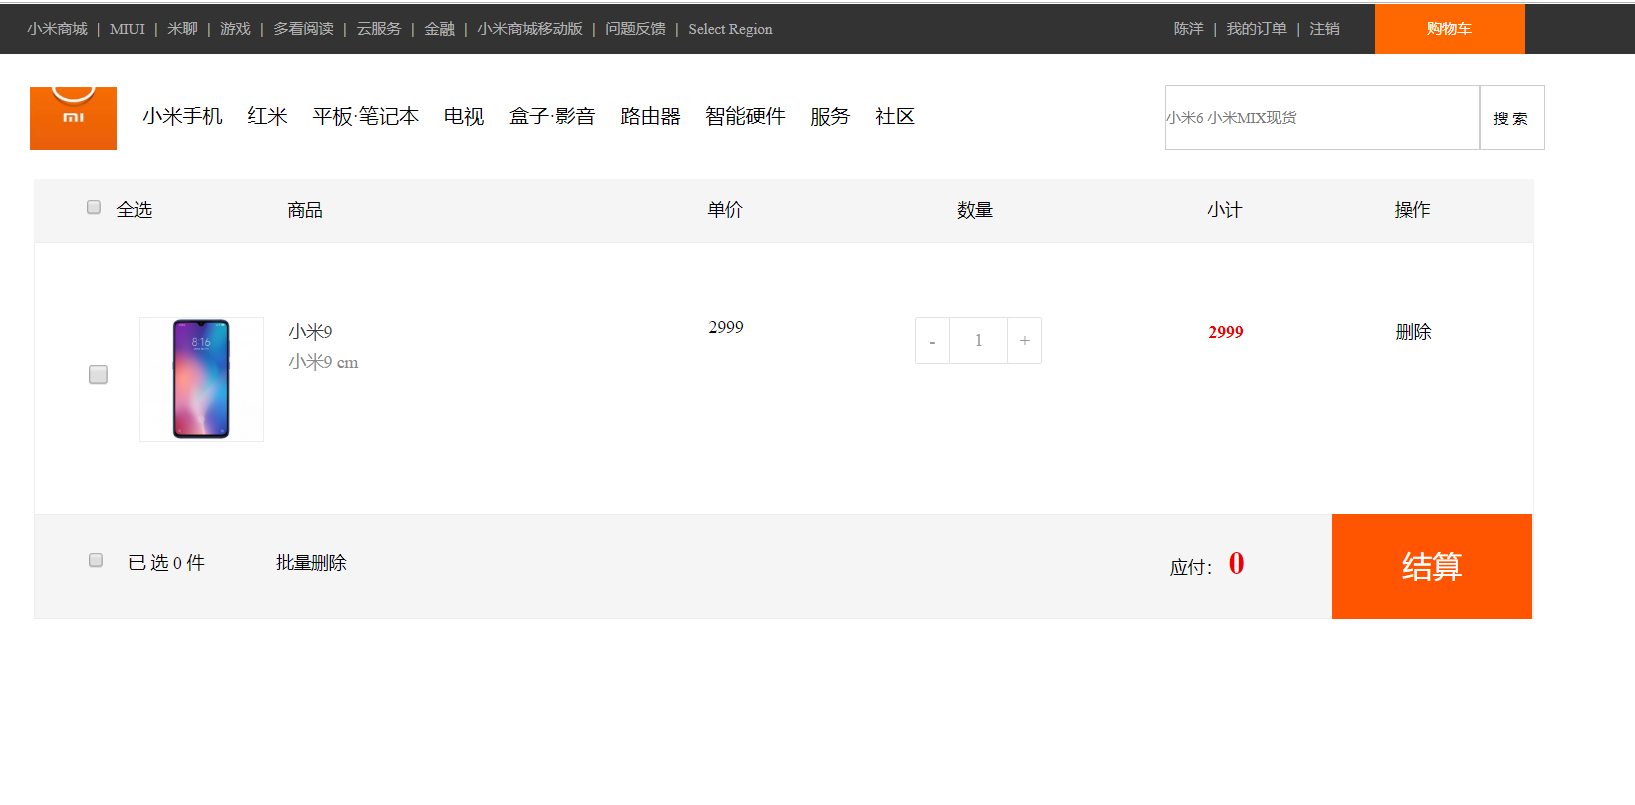 小米商城 | MIUI | 米聊 | 游戏 | 多看阅读 | 云服务 | 金融 | 小米商城移动版 | 问题反馈 | Select Region 陈洋 | 我的订单 | 注销 购物车
mi 小米手机 红米 平板·笔记本 电视 盒子·影音 路由器 智能硬件 服务 社区 小米6 小米MIX现货 搜 索
全选 商品 单价 数量 小计 操作
小米9 2999 - 1 + 2999 删除
8:16
小米9 cm
已 选 0 件 批量删除 应付： 0 结算